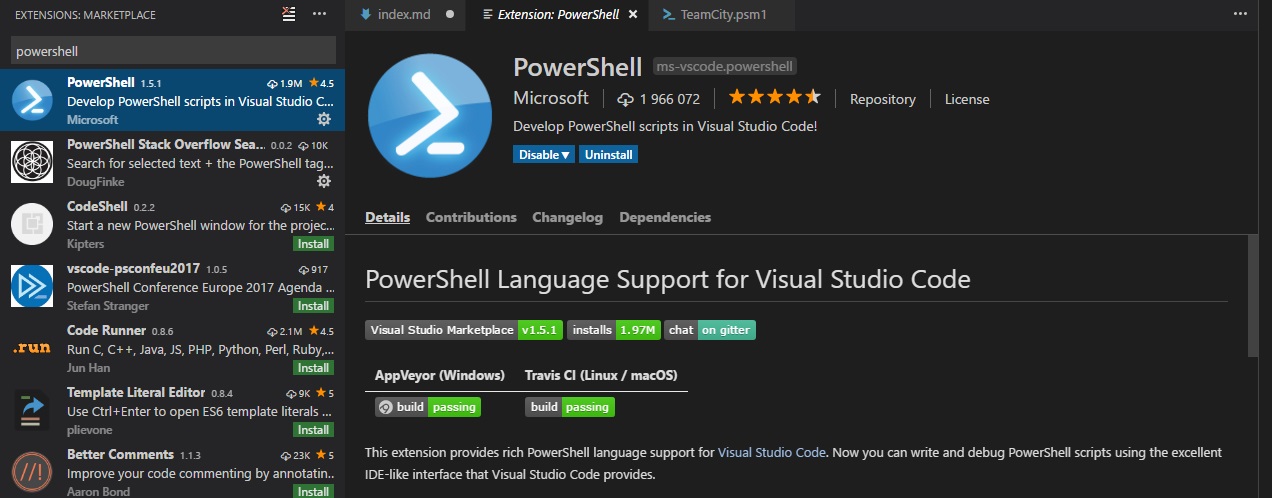 EXTENSIONS: MARKETPLACE
powershell
PowerShell 1.5.1 1.9M 4.5
Develop PowerShell scripts in Visual Studio C...
Microsoft
PowerShell Stack Overflow Sea... 0.0.2 10K
Search for selected text + the PowerShell tag...
DougFinke
CodeShell 0.2.2 15K 4
Start a new PowerShell window for the projec...
Kipters Install
vscode-psconfeu2017 1.0.5 917
PowerShell Conference Europe 2017 Agenda ...
Stefan Stranger Install
.run
Code Runner 0.8.6 2.1M 4.5
Run C, C++, Java, JS, PHP, Python, Perl, Ruby,...
Jun Han Install
Template Literal Editor 0.8.4 9K 5
Use Ctrl+Enter to open ES6 template literals ...
plievone Install
//!
Better Comments 1.1.3 23K 5
Improve your code commenting by annotatin...
Aaron Bond Install
index.md Extension: PowerShell TeamCity.psm1
PowerShell ms-vscode.powershell
Microsoft 1 966 072 Repository License
Develop PowerShell scripts in Visual Studio Code!
Disable Uninstall
Details Contributions Changelog Dependencies
PowerShell Language Support for Visual Studio Code
Visual Studio Marketplace v1.5.1 installs 1.97M chat on gitter
AppVeyor (Windows) Travis CI (Linux / macOS)
build passing build passing
This extension provides rich PowerShell language support for Visual Studio Code. Now you can write and debug PowerShell scripts using the excellent
IDE-like interface that Visual Studio Code provides.